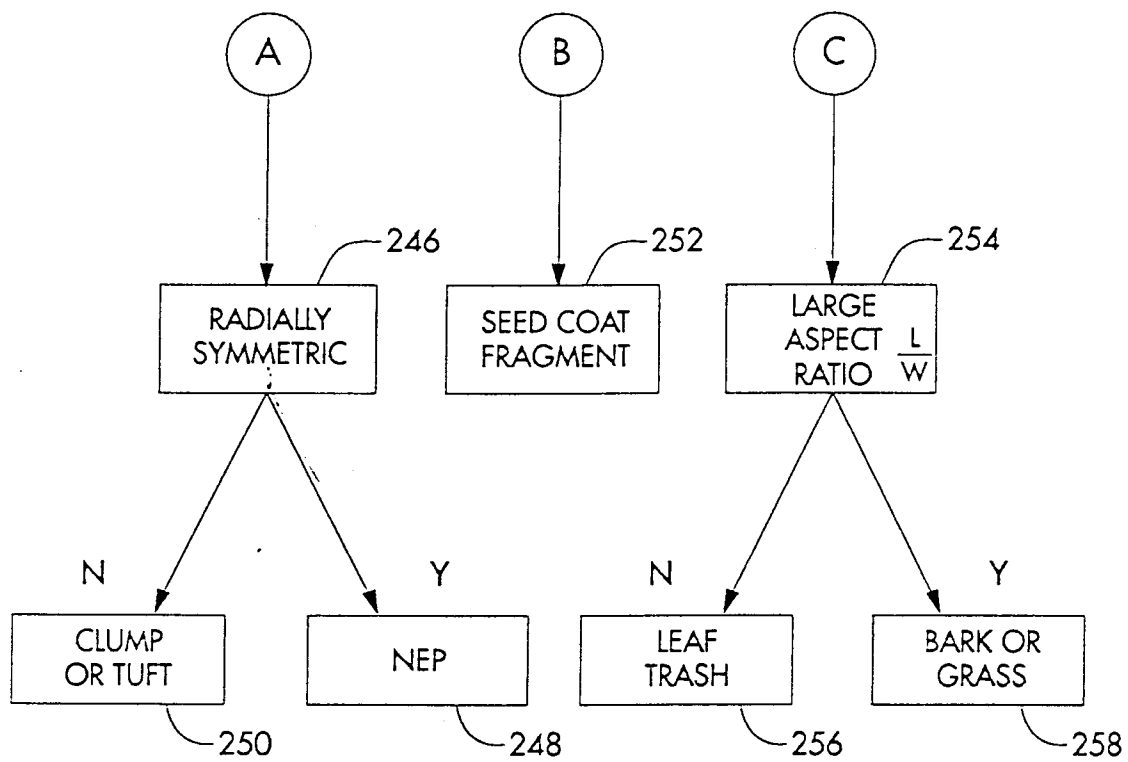 A
B
C
246
252
254
RADIALLY
SYMMETRIC
SEED COAT
FRAGMENT
LARGE
ASPECT
RATIO
L
W
N
Y
N
Y
CLUMP
OR TUFT
NEP
LEAF
TRASH
BARK OR
GRASS
250
248
256
258